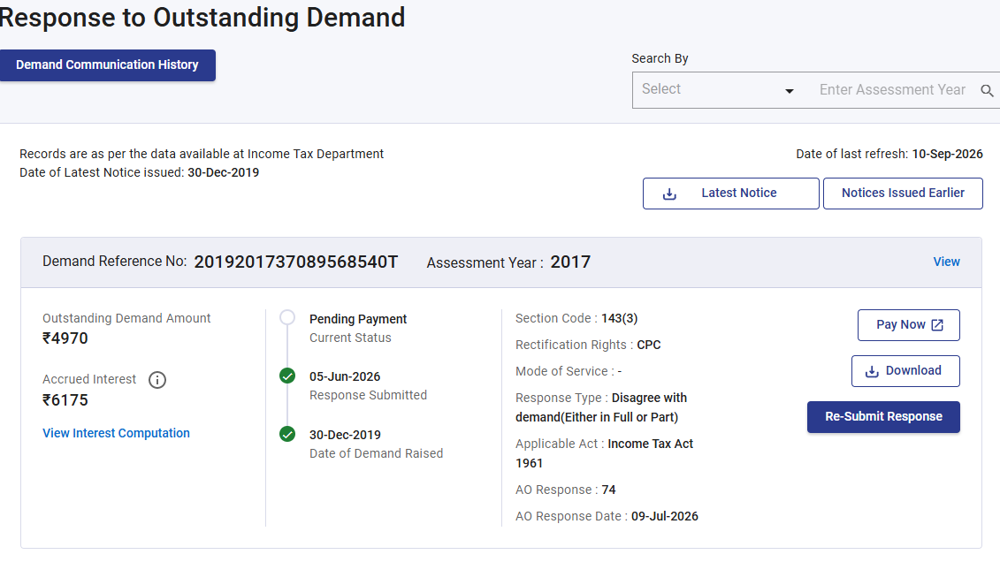 Response to Outstanding Demand
Demand Communication History
Search By
Select
Enter Assessment Year
Records are as per the data available at Income Tax Department
Date of Latest Notice issued: 30-Dec-2019
Date of last refresh: 10-Sep-2026
Latest Notice
Notices Issued Earlier
Demand Reference No: 2019201737089568540T
Assessment Year : 2017
View
Outstanding Demand Amount
₹4970
Accrued Interest
₹6175
View Interest Computation
Pending Payment
Current Status
05-Jun-2026
Response Submitted
30-Dec-2019
Date of Demand Raised
Section Code : 143(3)
Rectification Rights : CPC
Mode of Service : -
Response Type : Disagree with
demand(Either in Full or Part)
Applicable Act : Income Tax Act
1961
AO Response : 74
AO Response Date : 09-Jul-2026
Pay Now
Download
Re-Submit Response